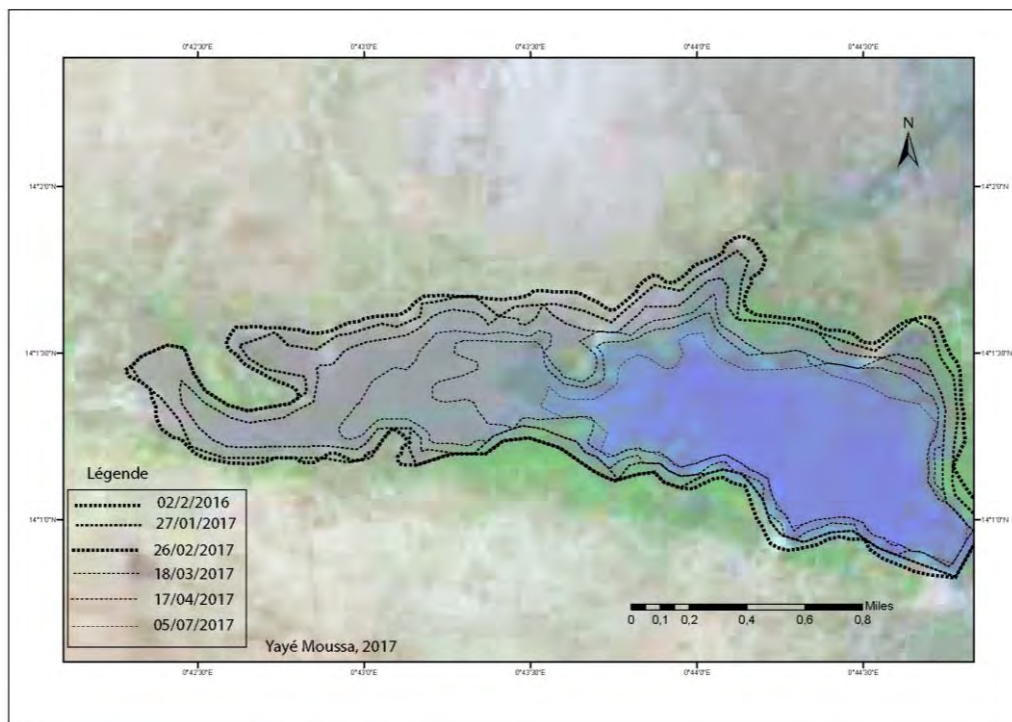 0°42'30"E 0°43'0"E 0°43'30"E 0°44'0"E 0°44'30"E
N
14°2'0"N 14°2'0"N
14°1'30"N 14°1'30"N
Légende
02/2/2016
27/01/2017
26/02/2017
18/03/2017
17/04/2017
05/07/2017
14°1'0"N 14°1'0"N
Miles
0 0,1 0,2 0,4 0,6 0,8
Yayé Moussa, 2017
0°42'30"E 0°43'0"E 0°43'30"E 0°44'0"E 0°44'30"E